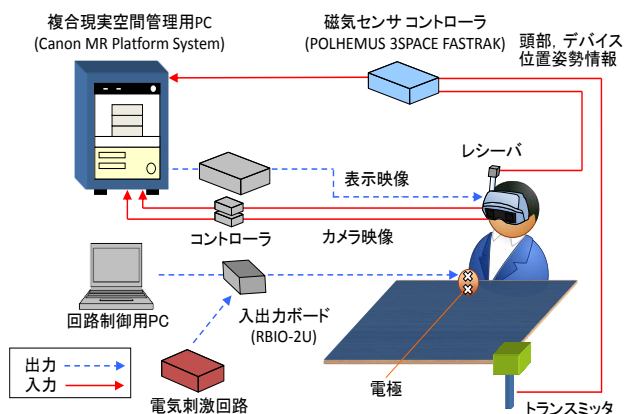 複合現実空間管理用PC
(Canon MR Platform System)
磁気センサ コントローラ
(POLHEMUS 3SPACE FASTRAK)
頭部，デバイス
位置姿勢情報
レシーバ
表示映像
コントローラ
カメラ映像
回路制御用PC
入出力ボード
(RBIO-2U)
出力
入力
電気刺激回路
電極
トランスミッタ